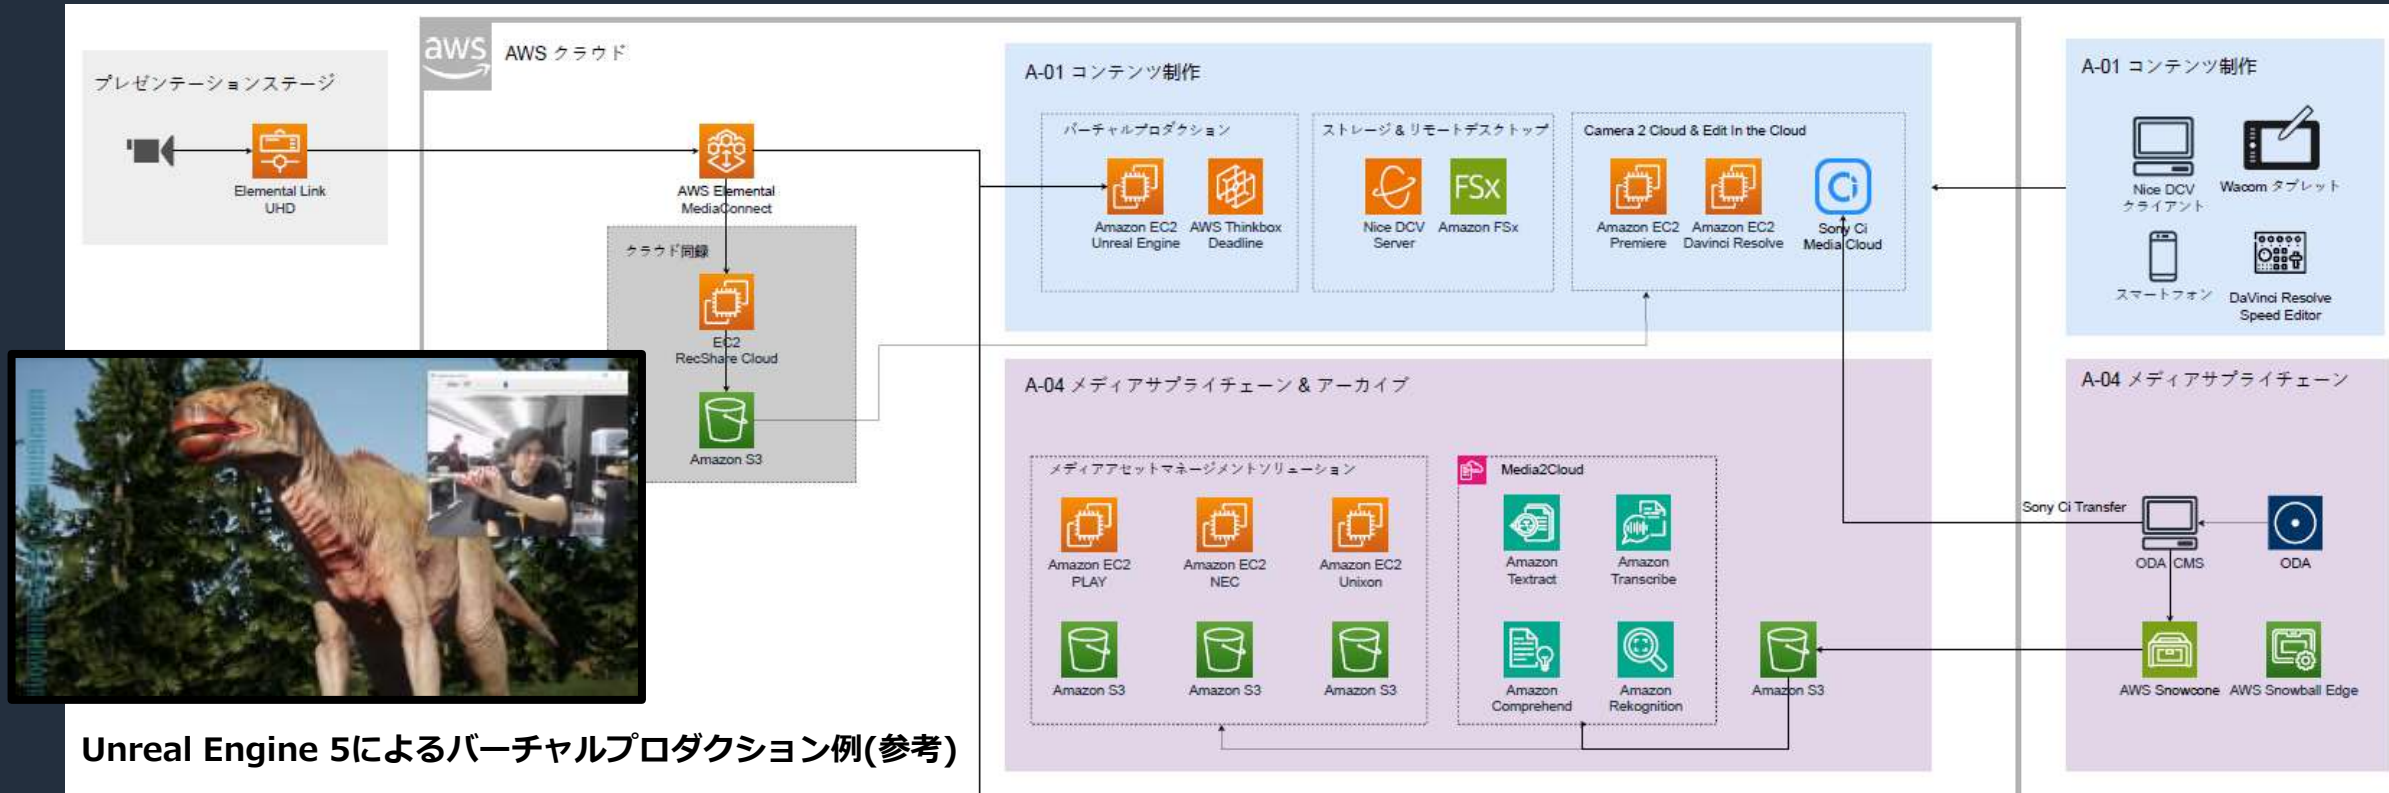 aws
AWS クラウド
プレゼンテーションステージ
Elemental Link
UHD
AWS Elemental
MediaConnect
クラウド同録
EC2
RecShare Cloud
Amazon S3
A-01 コンテンツ制作
バーチャルプロダクション
Amazon EC2
Unreal Engine
AWS Thinkbox
Deadline
ストレージ & リモートデスクトップ
Nice DCV
Server
FSx
Amazon FSx
Camera 2 Cloud & Edit In the Cloud
Amazon EC2
Premiere
Amazon EC2
Davinci Resolve
Ci
Sony Ci
Media Cloud
A-01 コンテンツ制作
Nice DCV
クライアント
Wacom タブレット
スマートフォン
DaVinci Resolve
Speed Editor
A-04 メディアサプライチェーン & アーカイブ
メディアアセットマネージメントソリューション
Amazon EC2
PLAY
Amazon EC2
NEC
Amazon EC2
Unixon
Amazon S3
Amazon S3
Amazon S3
Media2Cloud
Amazon
Textract
Amazon
Transcribe
Amazon
Comprehend
Amazon
Rekognition
Amazon S3
A-04 メディアサプライチェーン
Sony Ci Transfer
ODA CMS
ODA
AWS Snowcone
AWS Snowball Edge
Unreal Engine 5によるバーチャルプロダクション例(参考)